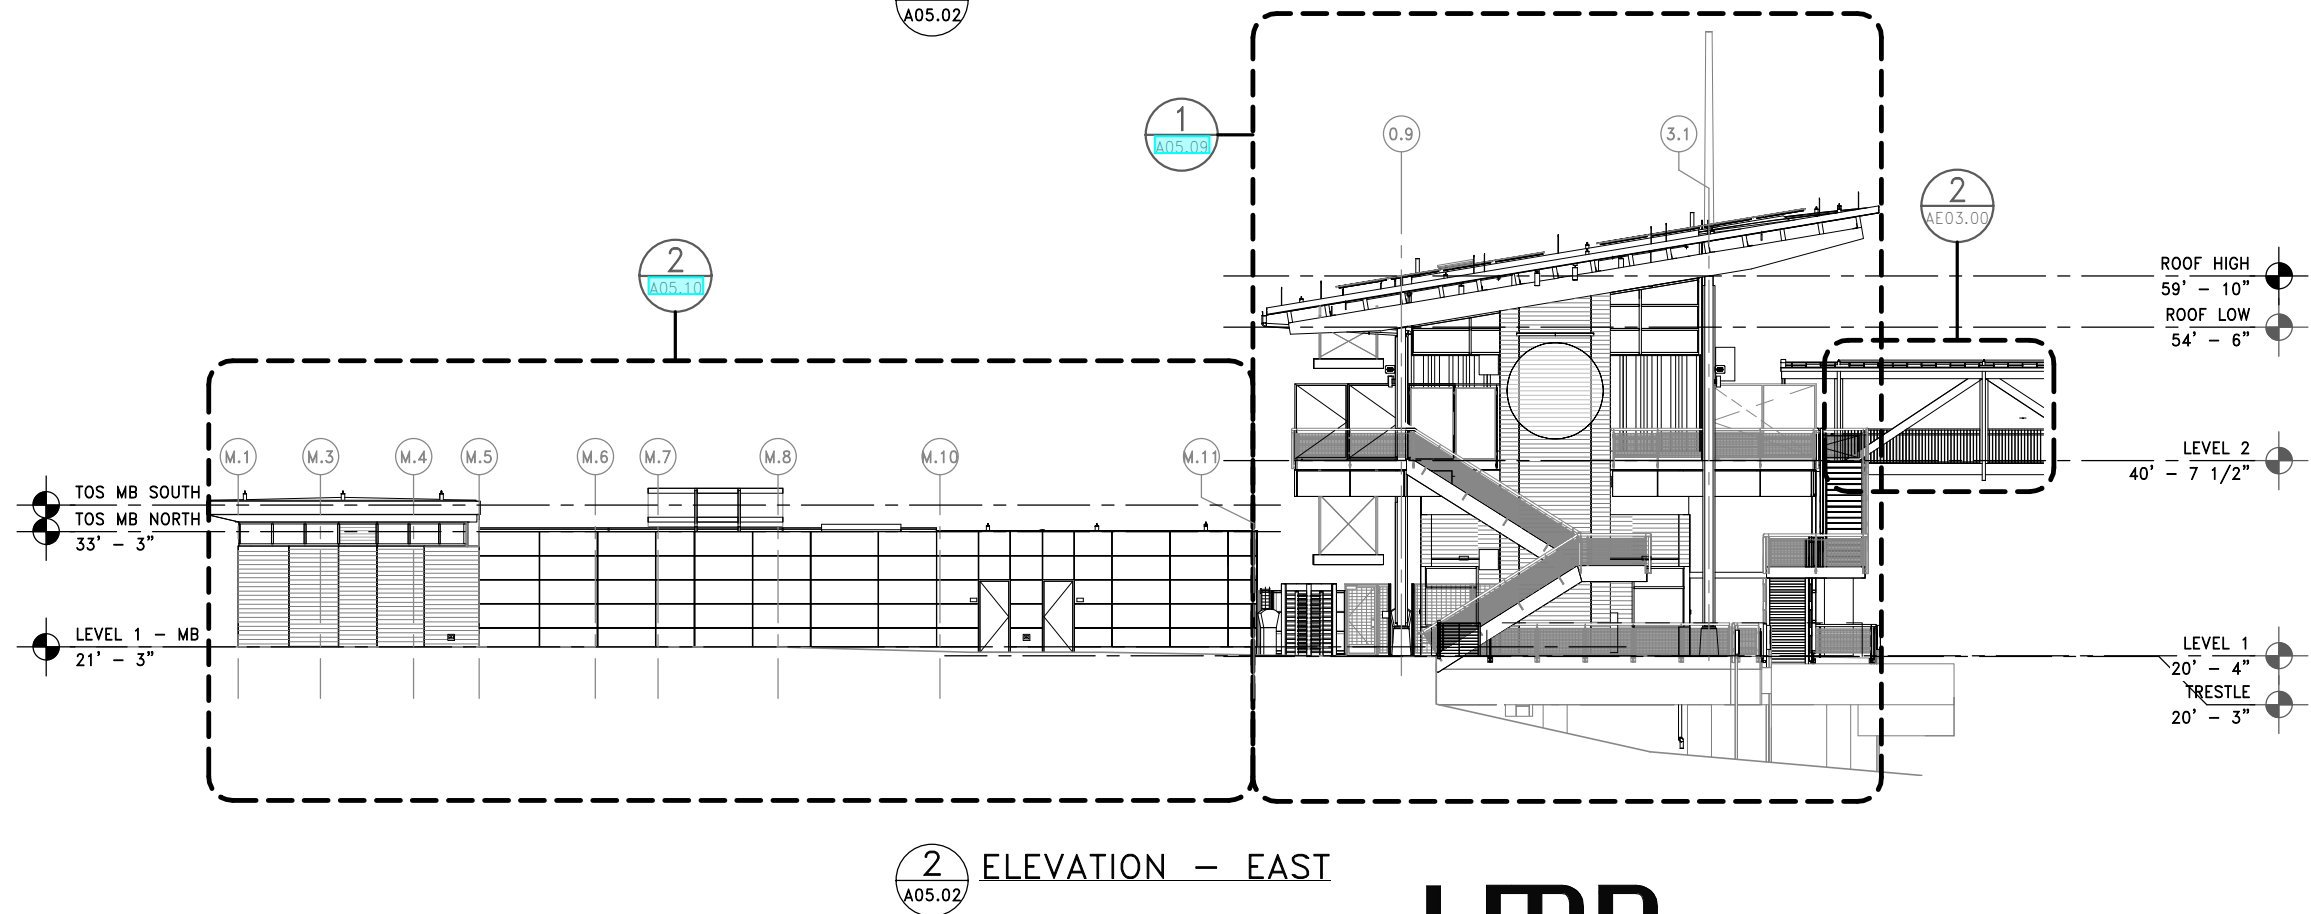 A05.02
1
A05.09
0.9
3.1
2
AE03.00
2
A05.10
ROOF HIGH
59' - 10"
ROOF LOW
54' - 6"
LEVEL 2
40' - 7 1/2"
M.1
M.3
M.4
M.5
M.6
M.7
M.8
M.10
M.11
TOS MB SOUTH
TOS MB NORTH
33' - 3"
LEVEL 1 - MB
21' - 3"
LEVEL 1
20' - 4"
TRESTLE
20' - 3"
2
A05.02
ELEVATION - EAST